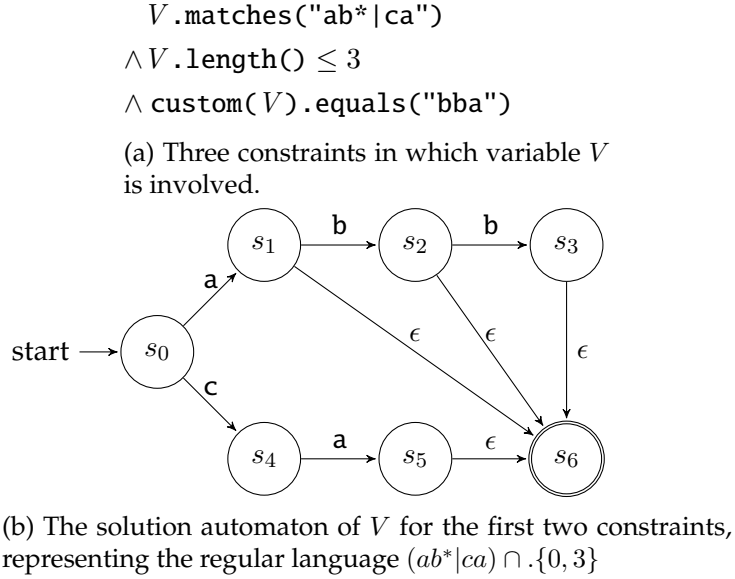 V.matches("ab*|ca")
∧ V.length() ≤ 3
∧ custom(V).equals("bba")
(a) Three constraints in which variable V
is involved.
s₁ b s₂ b s₃
a
ϵ ϵ ϵ
start s₀
c
s₄ a s₅ ϵ s₆
(b) The solution automaton of V for the first two constraints,
representing the regular language (ab*|ca) ∩ .{0, 3}